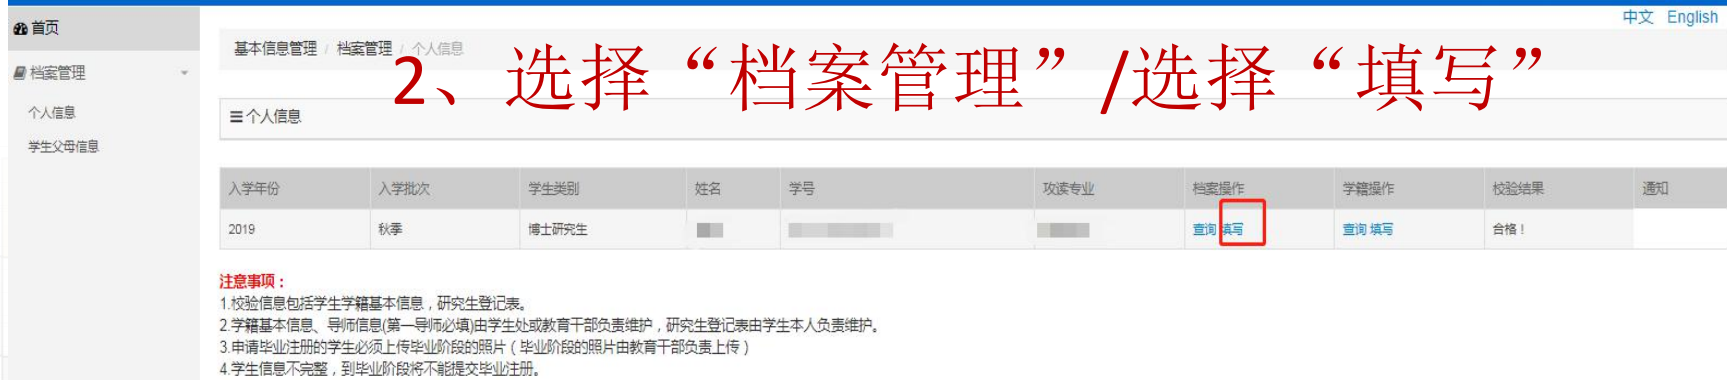 中文 English
首页
基本信息管理 / 档案管理 / 个人信息
2、选择“档案管理”/选择“填写”
档案管理
个人信息
学生父母信息
个人信息
入学年份 入学批次 学生类别 姓名 学号 攻读专业 档案操作 学籍操作 校验结果 通知
2019 秋季 博士研究生 查询 填写 查询 填写 合格！
注意事项：
1.校验信息包括学生学籍基本信息，研究生登记表。
2.学籍基本信息、导师信息(第一导师必填)由学生处或教育干部负责维护，研究生登记表由学生本人负责维护。
3.申请毕业注册的学生必须上传毕业阶段的照片（毕业阶段的照片由教育干部负责上传）
4.学生信息不完整，到毕业阶段将不能提交毕业注册。